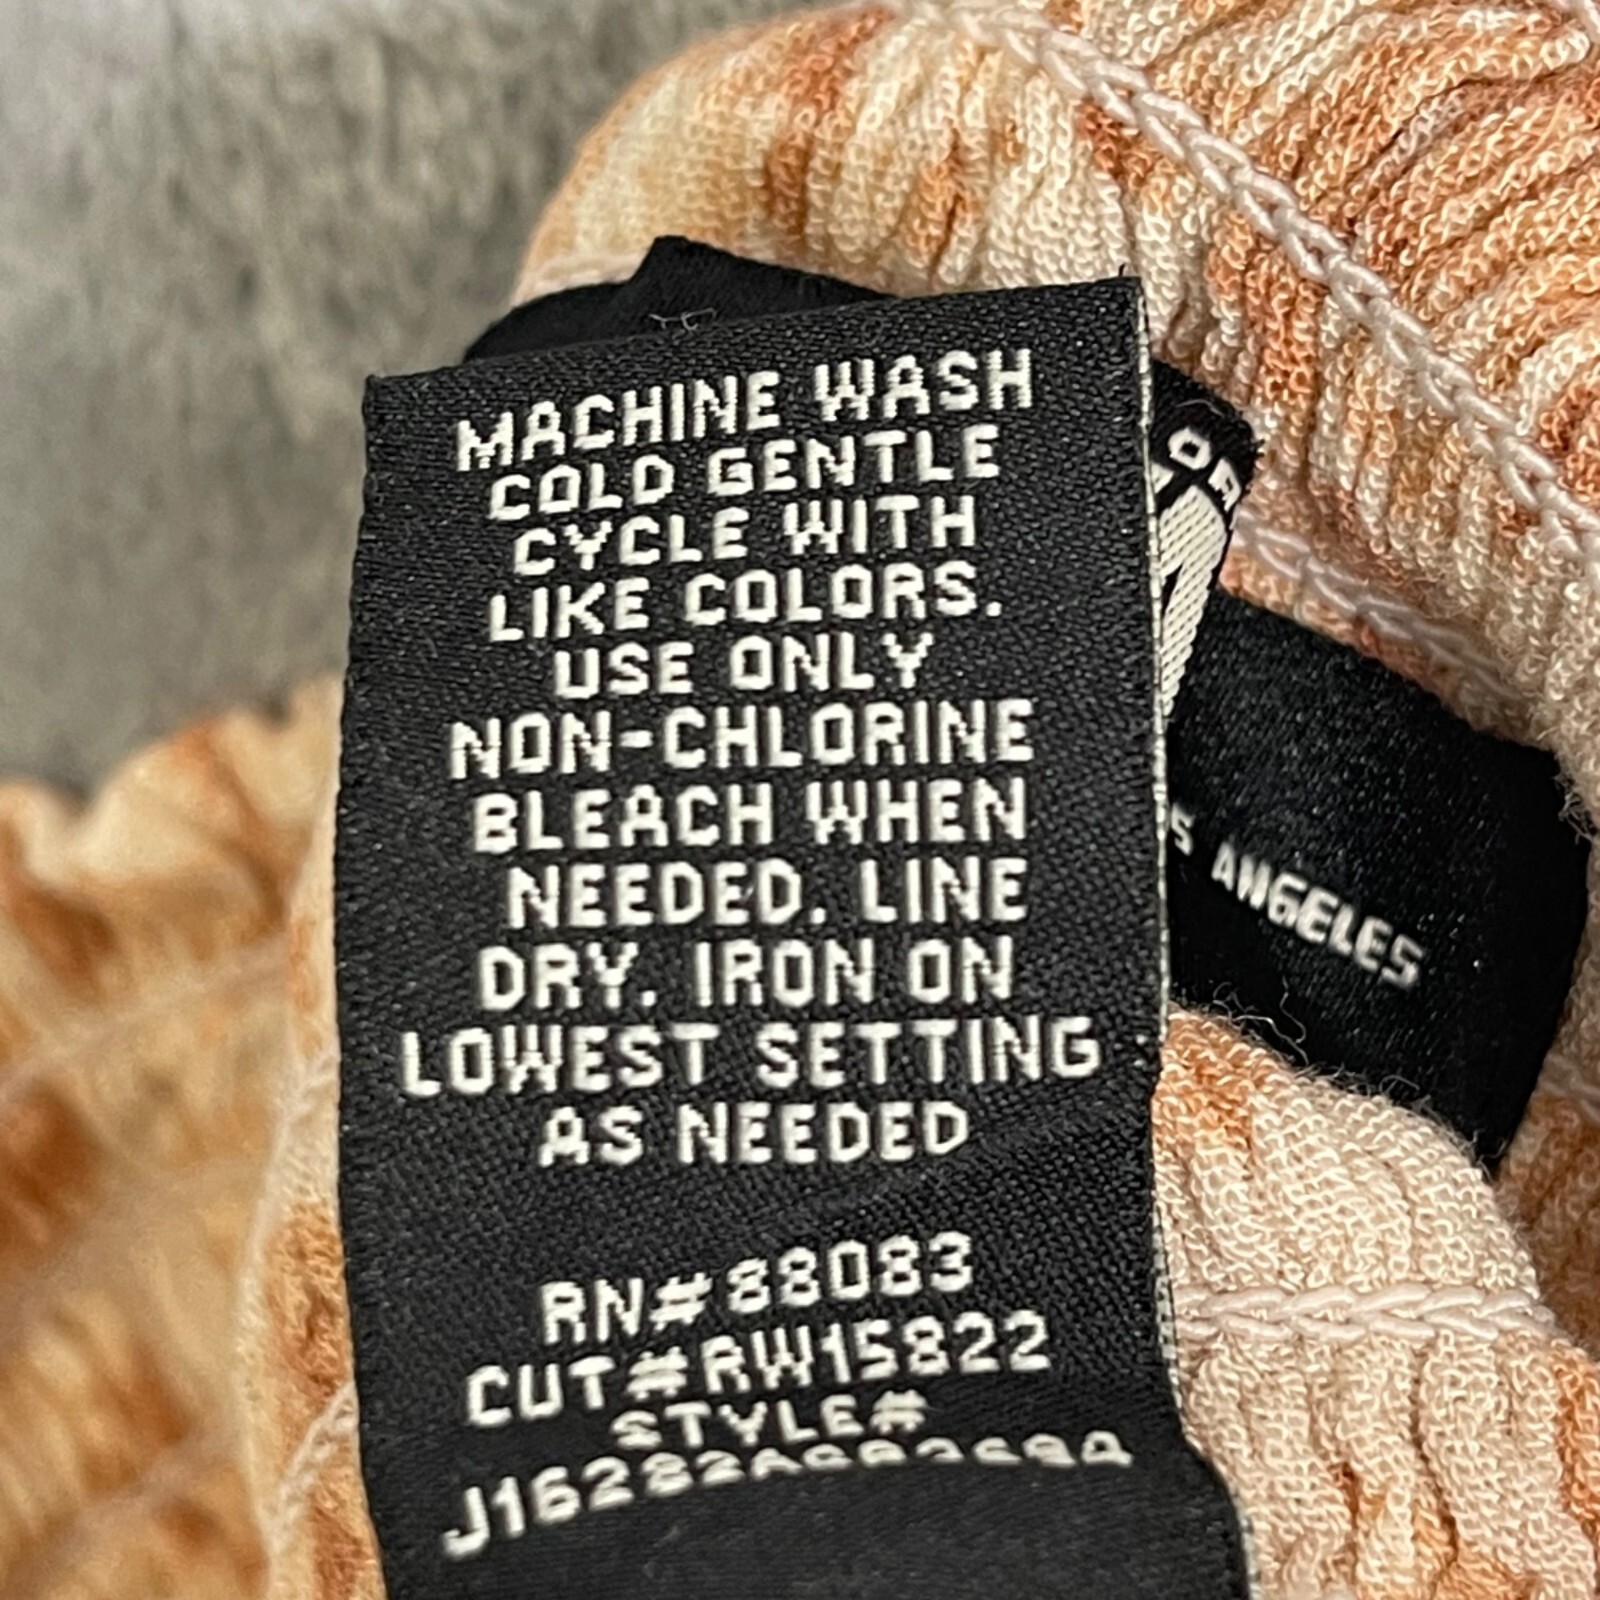 MACHINE WASH
COLD GENTLE
CYCLE WITH
LIKE COLORS.
USE ONLY
NON-CHLORINE
BLEACH WHEN
NEEDED. LINE
DRY. IRON ON
LOWEST SETTING
AS NEEDED
RN#88083
CUT#RW15822
STYLE#
ANGELES